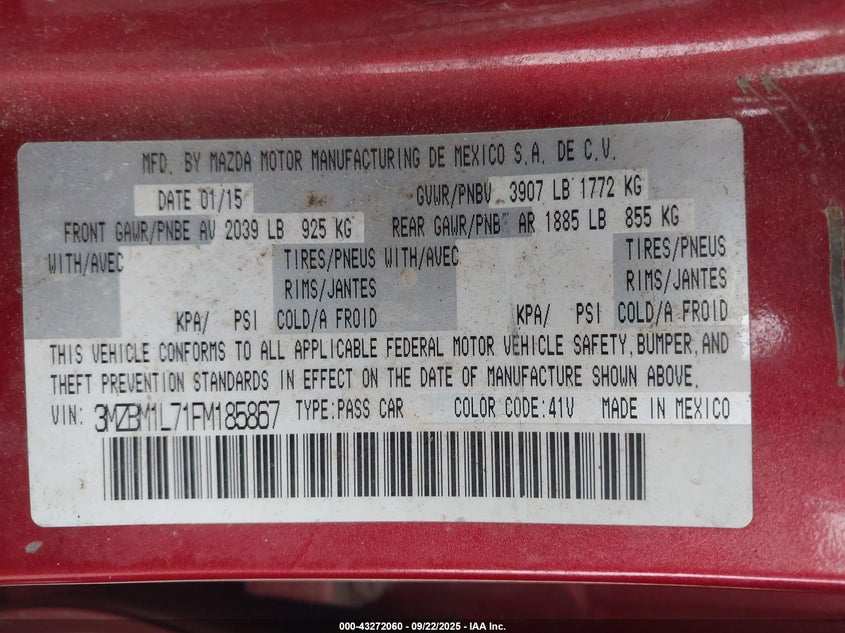 MFD. BY MAZDA MOTOR MANUFACTURING DE MEXICO S.A. DE C.V.
DATE 01/15 GVWR/PNBV 3907 LB 1772 KG
FRONT GAWR/PNBE AV 2039 LB 925 KG REAR GAWR/PNB AR 1885 LB 855 KG
WITH/AVEC TIRES/PNEUS WITH/AVEC TIRES/PNEUS
RIMS/JANTES RIMS/JANTES
KPA/ PSI COLD/A FROID KPA/ PSI COLD/A FROID
THIS VEHICLE CONFORMS TO ALL APPLICABLE FEDERAL MOTOR VEHICLE SAFETY, BUMPER, AND
THEFT PREVENTION STANDARDS IN EFFECT ON THE DATE OF MANUFACTURE SHOWN ABOVE.
VIN: 3MZBM1L71FM185867 TYPE:PASS CAR COLOR CODE:41V MADE IN MEXICO
000-43272060 - 09/22/2025 - IAA Inc.